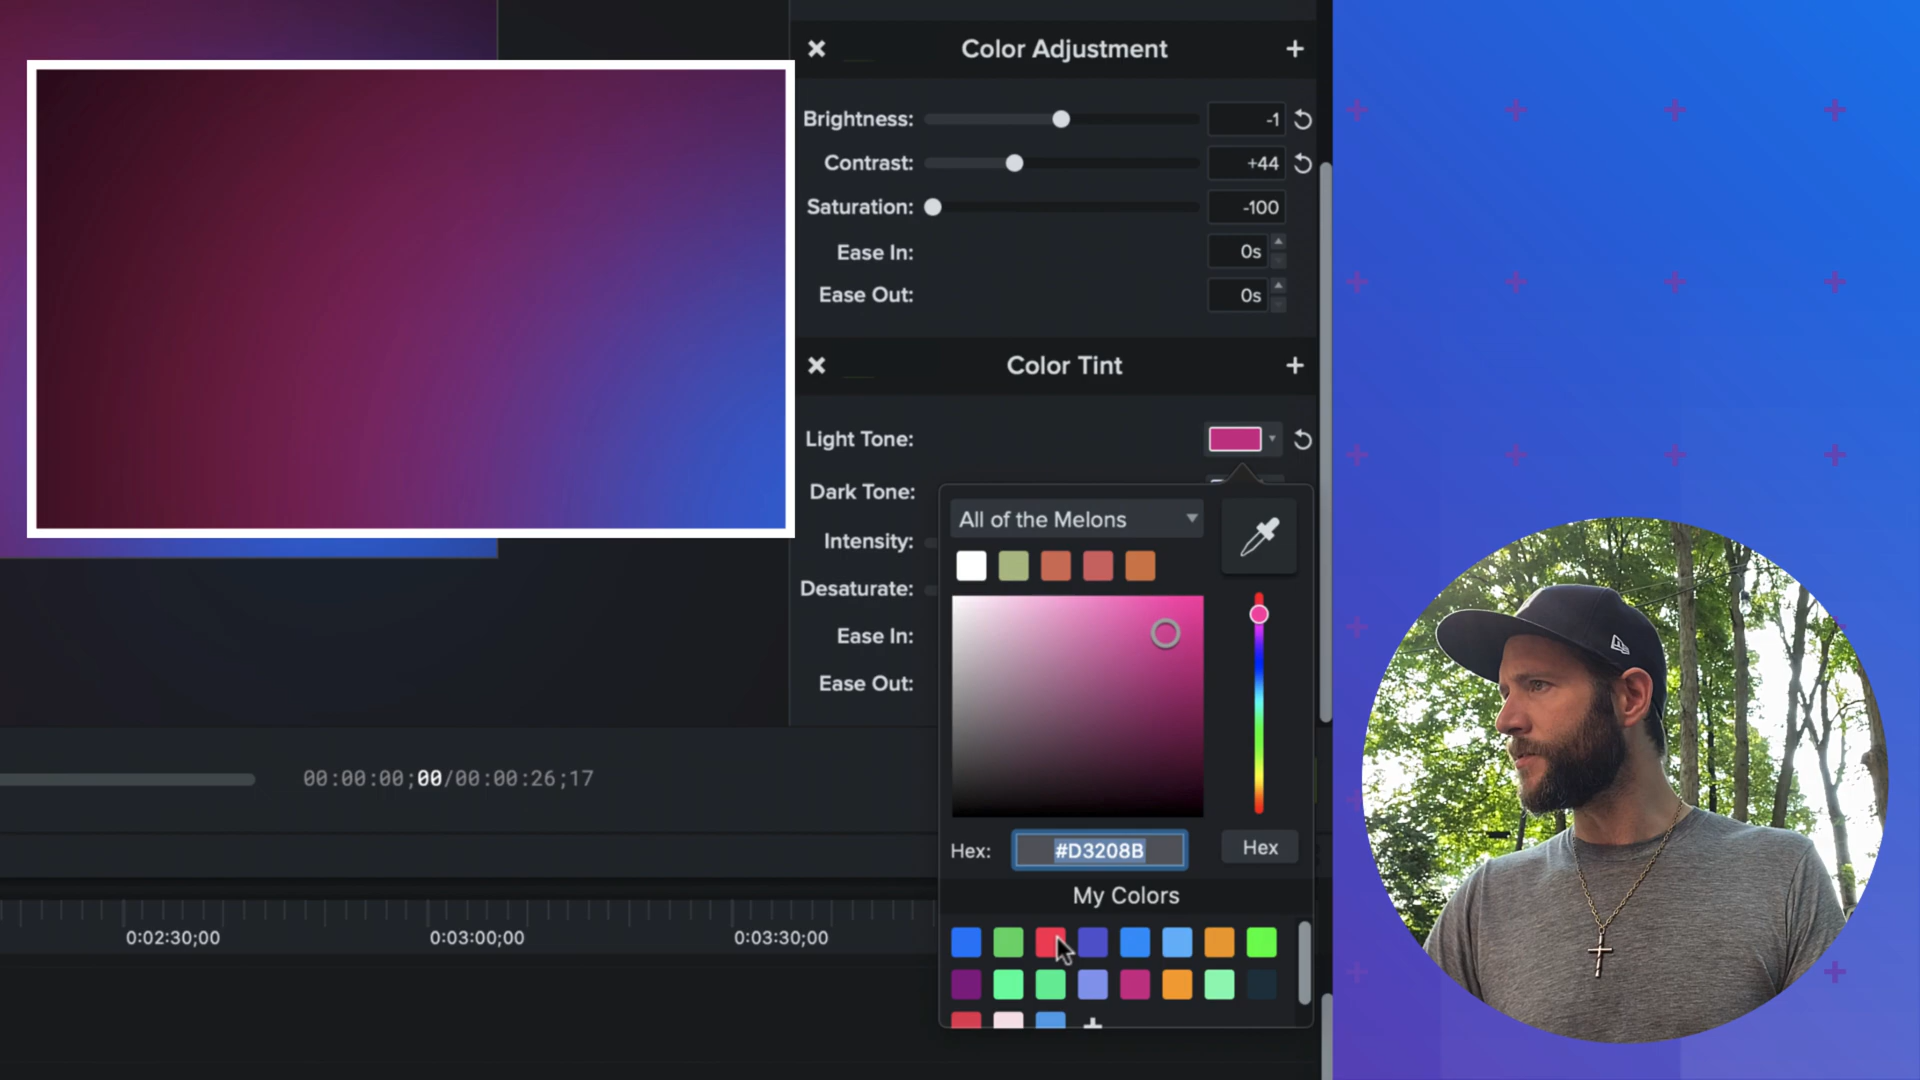 Color Adjustment
Brightness: -1
Contrast: +44
Saturation: -100
Ease In: 0s
Ease Out: 0s
Color Tint
Light Tone:
Dark Tone:
All of the Melons
Intensity:
Desaturate:
Ease In:
Ease Out:
00:00:00;00/00:00:26;17
Hex: #D3208B Hex
My Colors
0:02:30;00 0:03:00;00 0:03:30;00